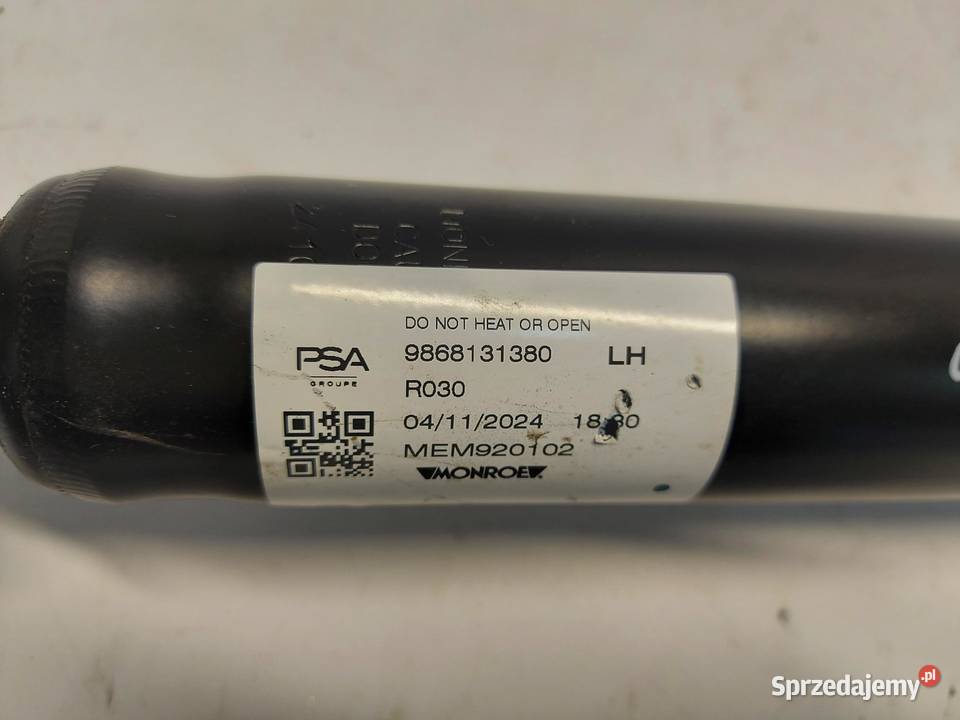 DO NOT HEAT OR OPEN
PSA 9868131380 LH
GROUPE
R030
04/11/2024
MEM920102
MONROE
Sprzedajemy.pl